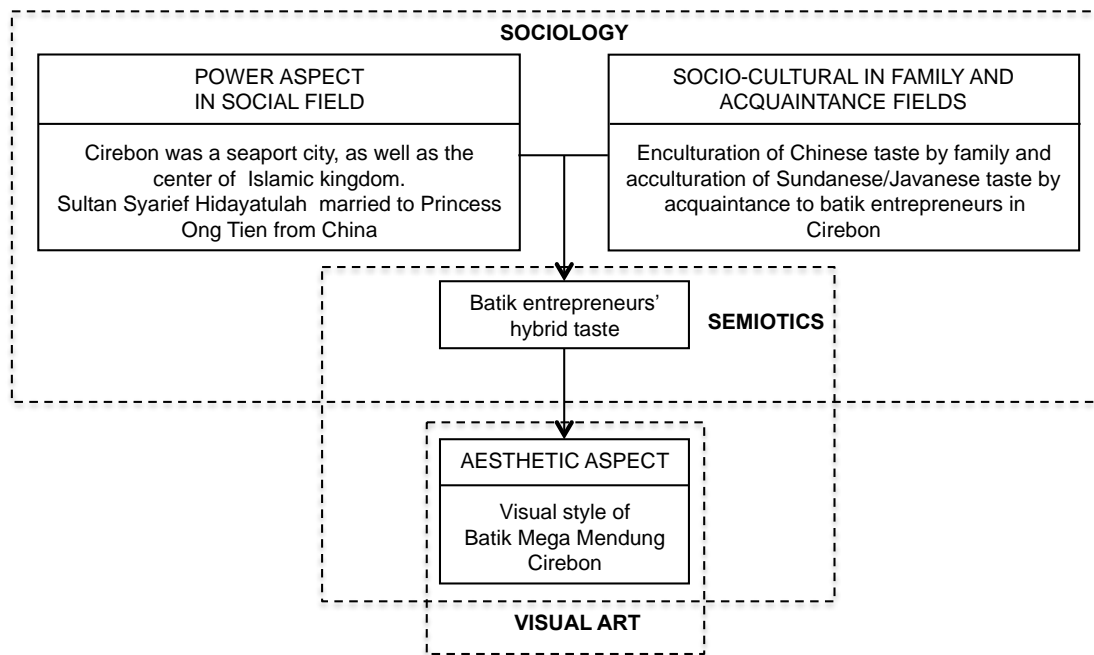 SOCIOLOGY
POWER ASPECT
IN SOCIAL FIELD
Cirebon was a seaport city, as well as the
center of Islamic kingdom.
Sultan Syarief Hidayatulah married to Princess
Ong Tien from China
SOCIO-CULTURAL IN FAMILY AND
ACQUAINTANCE FIELDS
Enculturation of Chinese taste by family and
acculturation of Sundanese/Javanese taste by
acquaintance to batik entrepreneurs in
Cirebon
Batik entrepreneurs'
hybrid taste
SEMIOTICS
AESTHETIC ASPECT
Visual style of
Batik Mega Mendung
Cirebon
VISUAL ART